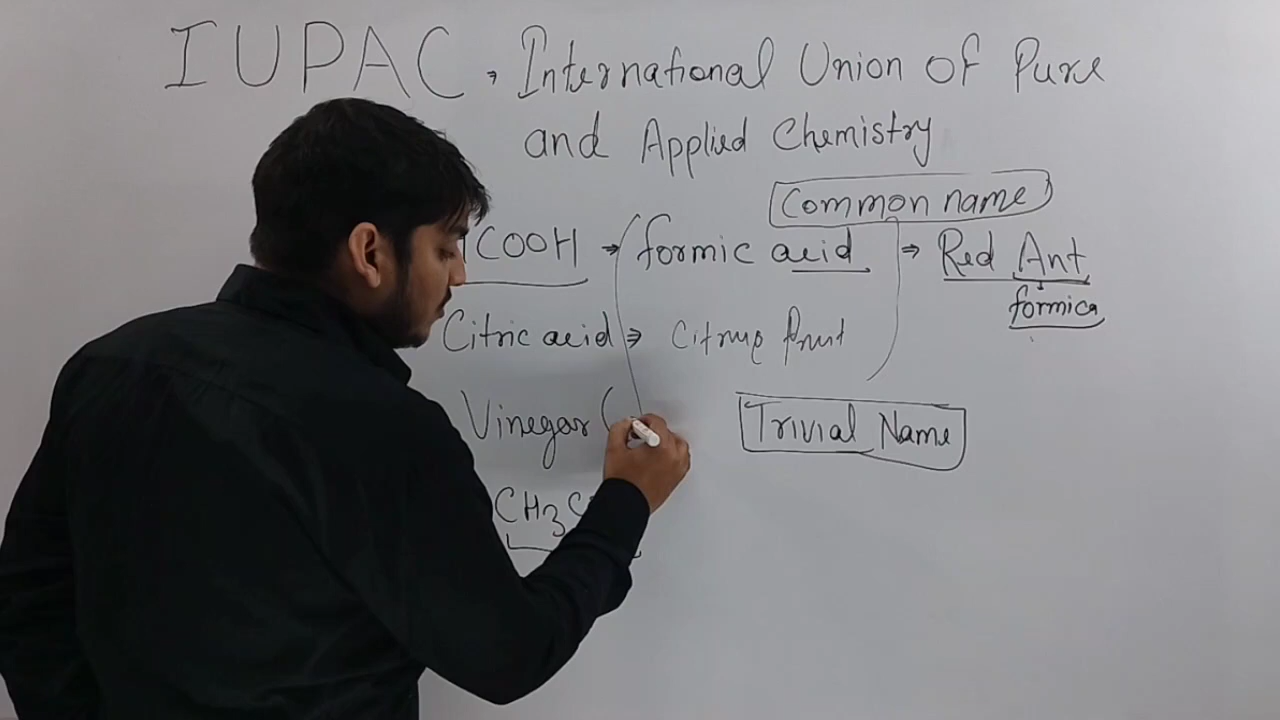 IUPAC → International Union OF Pure
and Applied Chemistry
Common name
COOH → formic acid → Red Ant
formica
Citric acid → Citrus fruit
Vinegar (
Trivial Name
CH3C